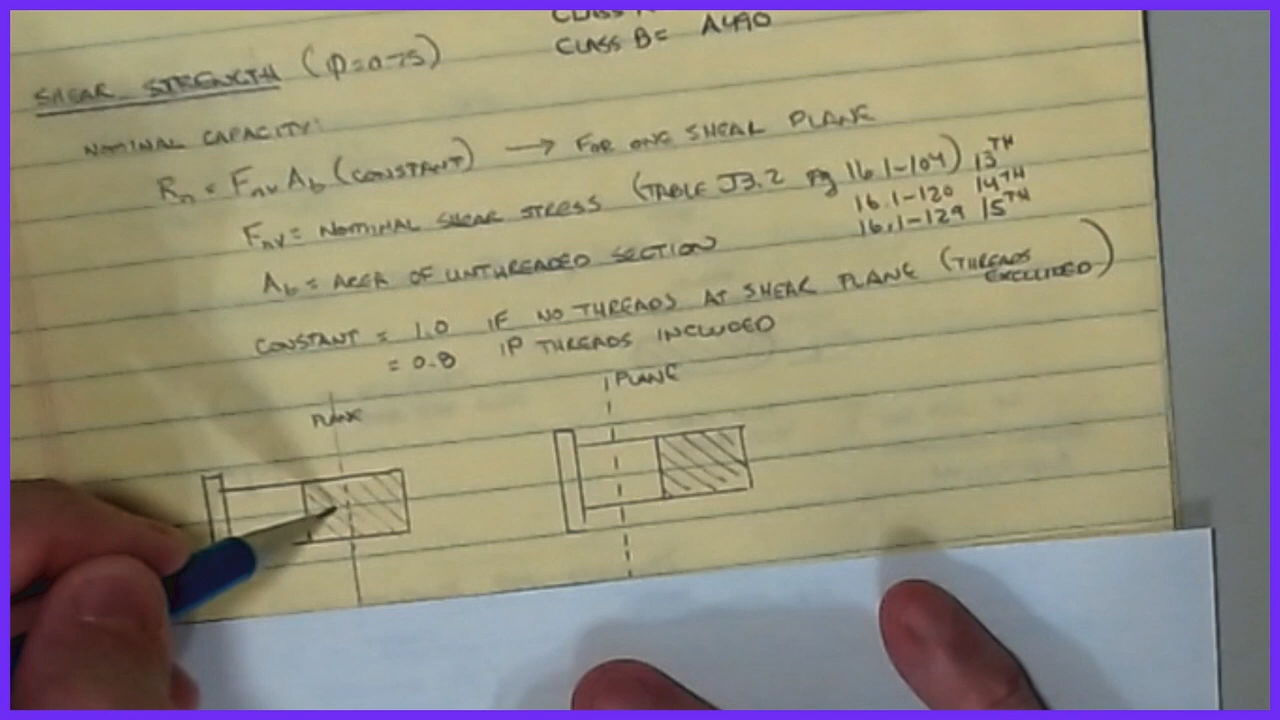 CLASS
CLASS B= A490
SHEAR STRENGTH (φ=0.75)
NOMINAL CAPACITY:
Rn = Fnv Ab (CONSTANT) → FOR ONE SHEAR PLANE
Fnv = NOMINAL SHEAR STRESS (TABLE J3.2 pg 16.1-104) 13TH
16.1-120 14TH
16.1-129 15TH
Ab = AREA OF UNTHREADED SECTION
CONSTANT = 1.0 IF NO THREADS AT SHEAR PLANE (THREADS EXCLUDED)
= 0.8 IF THREADS INCLUDED
PLANE
PLANE